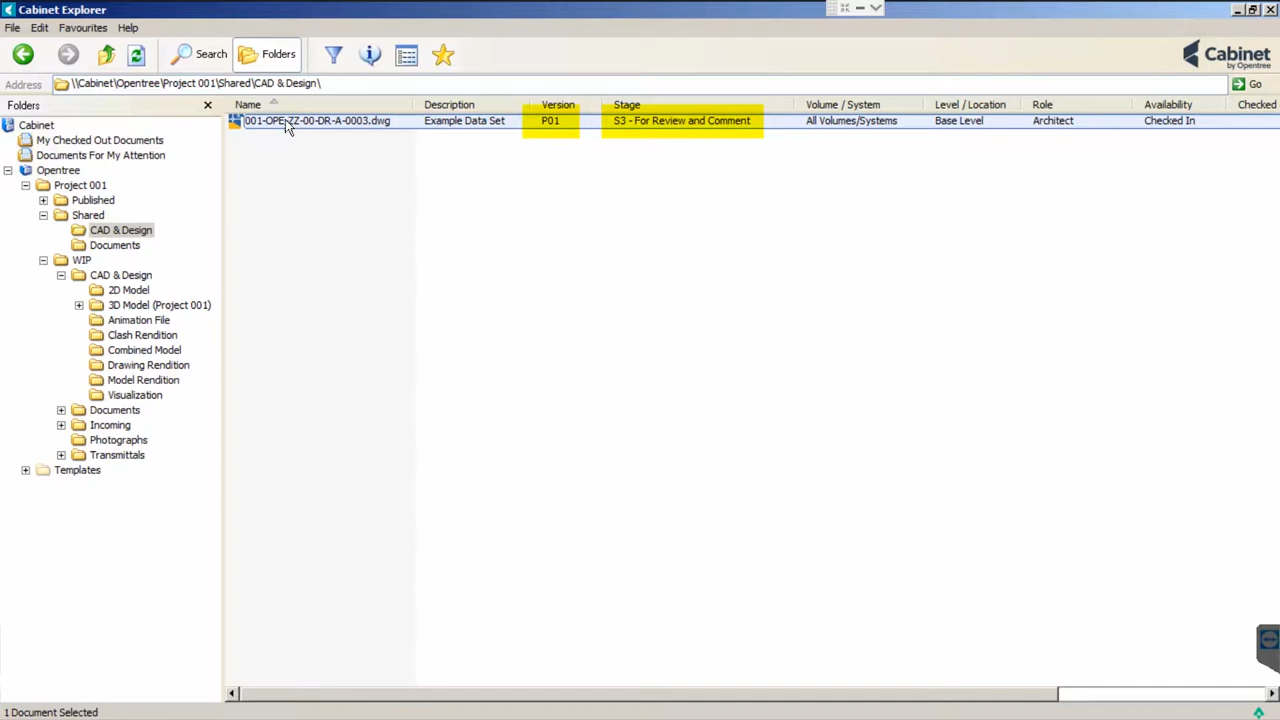 Cabinet Explorer
File Edit Favourites Help
Search Folders
Cabinet
by Opentree
Address \\Cabinet\Opentree\Project 001\Shared\CAD & Design\ Go
Folders
Name Description Version Stage Volume / System Level / Location Role Availability Checked
001-OPE-ZZ-00-DR-A-0003.dwg Example Data Set P01 S3 - For Review and Comment All Volumes/Systems Base Level Architect Checked In
Cabinet
My Checked Out Documents
Documents For My Attention
Opentree
Project 001
Published
Shared
CAD & Design
Documents
WIP
CAD & Design
2D Model
3D Model (Project 001)
Animation File
Clash Rendition
Combined Model
Drawing Rendition
Model Rendition
Visualization
Documents
Incoming
Photographs
Transmittals
Templates
1 Document Selected